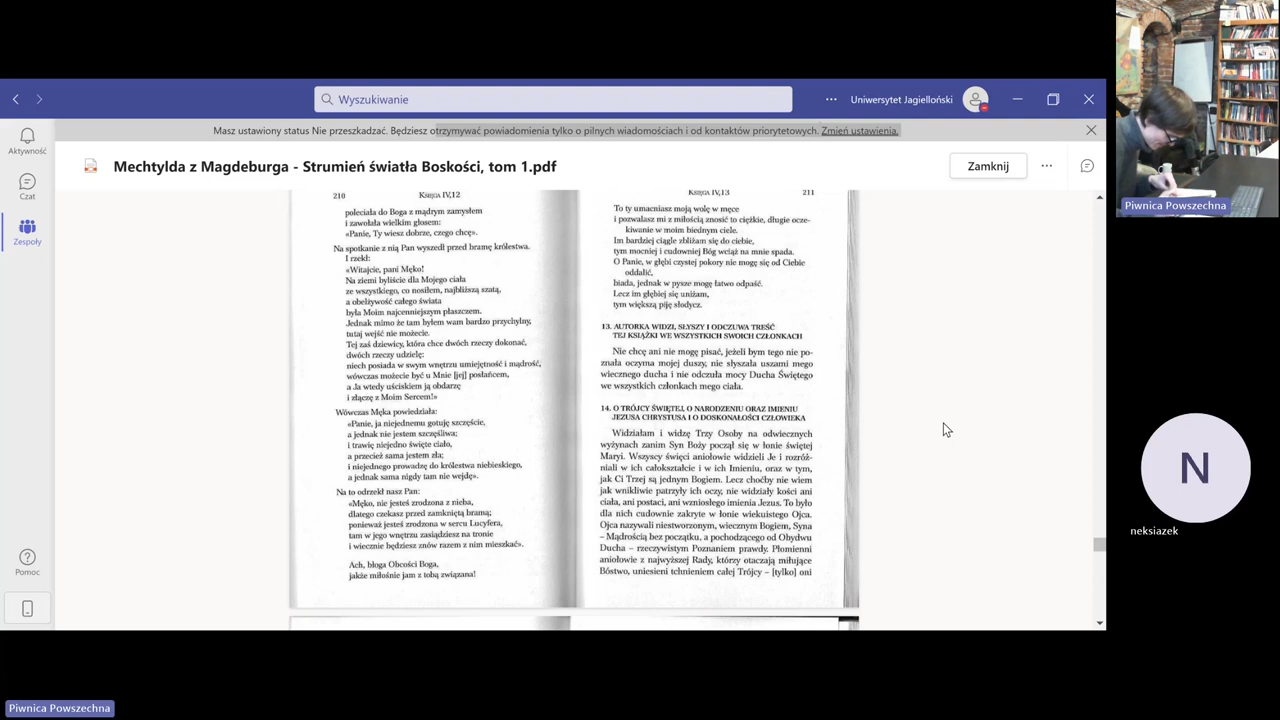 Wyszukiwanie
Uniwersytet Jagielloński
Masz ustawiony status Nie przeszkadzać. Będziesz otrzymywać powiadomienia tylko o pilnych wiadomościach i od kontaktów priorytetowych. Zmień ustawienia.
Aktywność
Czat
Zespoły
Pomoc
Mechtylda z Magdeburga - Strumień światła Boskości, tom 1.pdf
Zamknij
210 KSIĘGA IV,12
poleciała do Boga z mądrym zamysłem
i zawołała wielkim głosem:
«Panie, Ty wiesz dobrze, czego chcę».
Na spotkanie z nią Pan wyszedł przed bramę królestwa.
I rzekł:
«Witajcie, pani Męko!
Na ziemi byliście dla Mojego ciała
ze wszystkiego, co nosiłem, najbliższą szatą,
a obelżywość całego świata
była Moim najcenniejszym płaszczem.
Jednak mimo że tam byłem wam bardzo przychylny,
tutaj wejść nie możecie.
Tej zaś dziewicy, która chce dwóch rzeczy dokonać,
dwóch rzeczy udzielę:
niech posiada w swym wnętrzu umiejętność i mądrość,
wówczas możecie być u Mnie [jej] posłańcem,
a Ja wtedy uściskiem ją obdarzę
i złączę z Moim Sercem!»
Wówczas Męka powiedziała:
«Panie, ja niejednemu gotuję szczęście,
a jednak nie jestem szczęśliwa;
i trawię niejedno święte ciało,
a przecież sama jestem zła;
i niejednego prowadzę do królestwa niebieskiego,
a jednak sama nigdy tam nie wejdę».
Na to odrzekł nasz Pan:
«Męko, nie jesteś zrodzona z nieba,
dlatego czekasz przed zamkniętą bramą;
ponieważ jesteś zrodzona w sercu Lucyfera,
tam w jego wnętrzu zasiądziesz na tronie
i wiecznie będziesz znów razem z nim mieszkać».
Ach, błoga Obcości Boga,
jakże miłośnie jam z tobą związana!
KSIĘGA IV,13 211
To ty umacniasz moją wolę w męce
i pozwalasz mi z miłością znosić to ciężkie, długie ocze-
kiwanie w moim biednym ciele.
Im bardziej ciągle zbliżam się do ciebie,
tym mocniej i cudowniej Bóg wciąż na mnie spada.
O Panie, w głębi czystej pokory nie mogę się od Ciebie
oddalić,
biada, jednak w pysze mogę łatwo odpaść.
Lecz im głębiej się uniżam,
tym większą piję słodycz.
13. AUTORKA WIDZI, SŁYSZY I ODCZUWA TREŚĆ
TEJ KSIĄŻKI WE WSZYSTKICH SWOICH CZŁONKACH
Nie chcę ani nie mogę pisać, jeżeli bym tego nie po-
znała oczyma mojej duszy, nie słyszała uszami mego
wiecznego ducha i nie odczuła mocy Ducha Świętego
we wszystkich członkach mego ciała.
14. O TRÓJCY ŚWIĘTEJ, O NARODZENIU ORAZ IMIENIU
JEZUSA CHRYSTUSA I O DOSKONAŁOŚCI CZŁOWIEKA
Widziałam i widzę Trzy Osoby na odwiecznych
wyżynach zanim Syn Boży począł się w łonie świętej
Maryi. Wszyscy święci aniołowie widzieli Je i rozróż-
niali w ich całokształcie i w ich Imieniu, oraz w tym,
jak Ci Trzej są jednym Bogiem. Lecz choćby nie wiem
jak wnikliwie patrzyły ich oczy, nie widziały kości ani
ciała, ani postaci, ani wzniosłego imienia Jezus. To było
dla nich cudownie zakryte w łonie wiekuistego Ojca.
Ojca nazywali niestworzonym, wiecznym Bogiem, Syna
– Mądrością bez początku, a pochodzącego od Obydwu
Ducha – rzeczywistym Poznaniem prawdy. Płomienni
aniołowie z najwyższej Rady, którzy otaczają miłujące
Bóstwo, uniesieni tchnieniem całej Trójcy – [tylko] oni
Piwnica Powszechna
N
neksiazek
Piwnica Powszechna